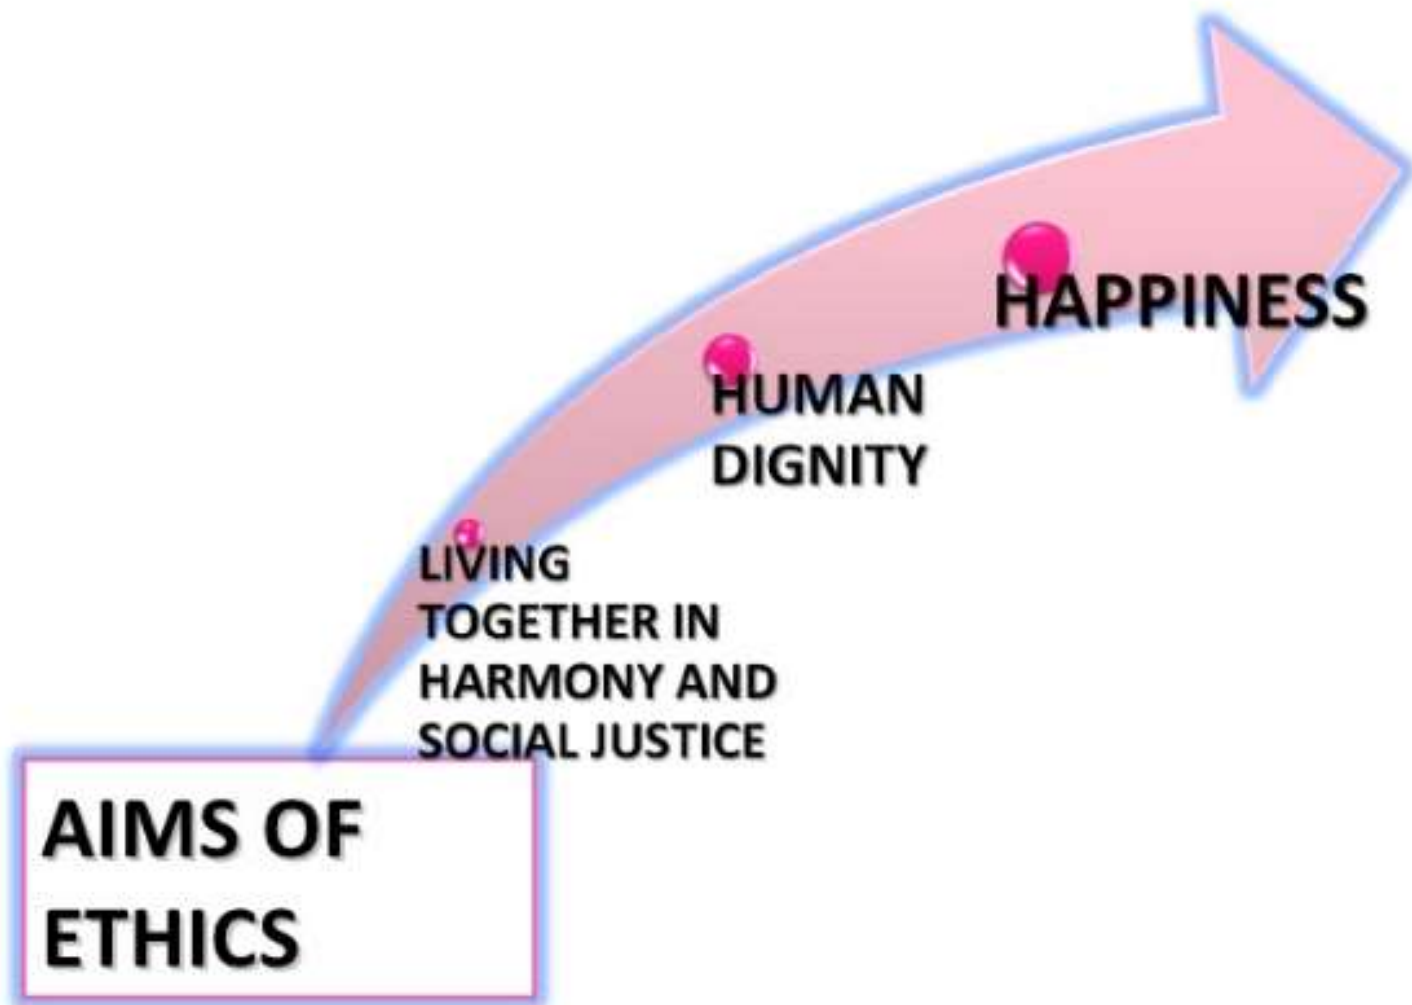 HAPPINESS
HUMAN
DIGNITY
LIVING
TOGETHER IN
HARMONY AND
SOCIAL JUSTICE
AIMS OF
ETHICS